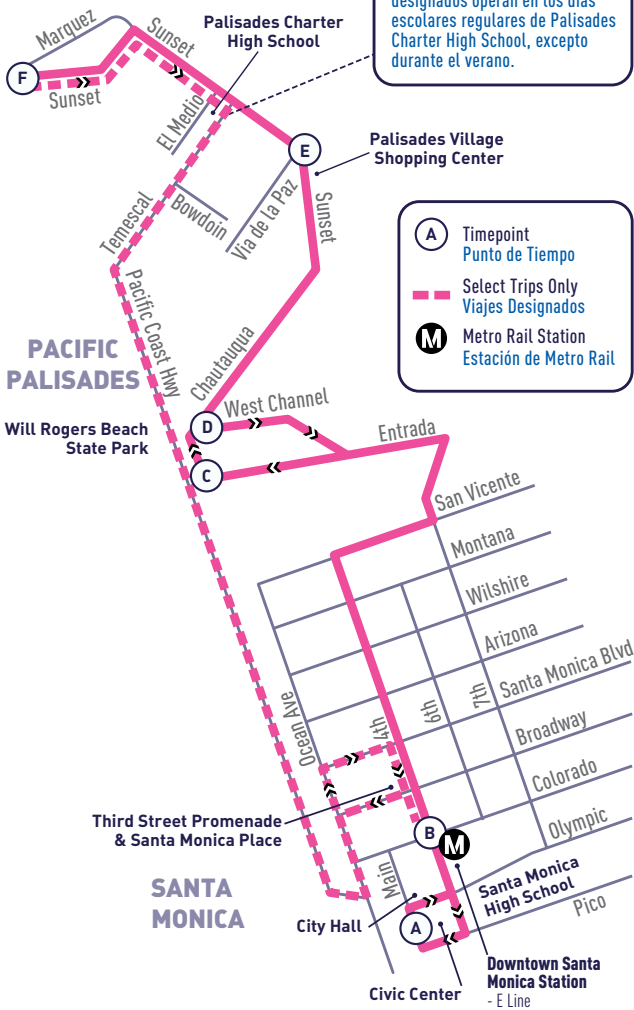 designados operan en los días
escolares regulares de Palisades
Charter High School, excepto
durante el verano.
Marquez
Sunset
Palisades Charter
High School
F
Sunset
El Medio
E
Palisades Village
Shopping Center
Temescal
Bowdoin
Via de la Paz
Sunset
A
Timepoint
Punto de Tiempo
Select Trips Only
Viajes Designados
M
Metro Rail Station
Estación de Metro Rail
Pacific Coast Hwy
PACIFIC
PALISADES
Chautauqua
Will Rogers Beach
State Park
D
West Channel
Entrada
C
San Vicente
Montana
Wilshire
Arizona
Santa Monica Blvd
Broadway
Colorado
Olympic
Pico
Ocean Ave
4th
6th
7th
Third Street Promenade
& Santa Monica Place
B
M
Main
SANTA
MONICA
City Hall
A
Santa Monica
High School
Civic Center
Downtown Santa
Monica Station
- E Line